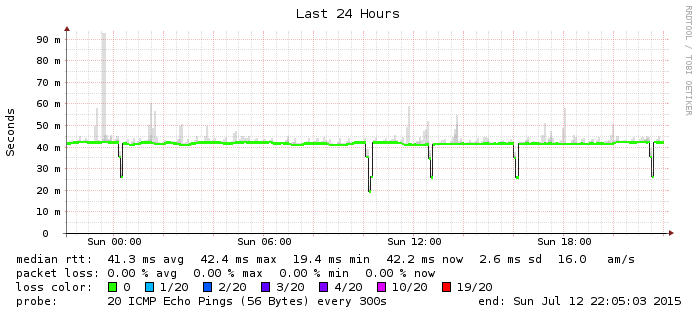 Last 24 Hours
RRDTOOL / TOBI OETIKER
Seconds
90 m
80 m
70 m
60 m
50 m
40 m
30 m
20 m
10 m
0
Sun 00:00 Sun 06:00 Sun 12:00 Sun 18:00
median rtt: 41.3 ms avg 42.4 ms max 19.4 ms min 42.2 ms now 2.6 ms sd 16.0 am/s
packet loss: 0.00 % avg 0.00 % max 0.00 % min 0.00 % now
loss color: 0 1/20 2/20 3/20 4/20 10/20 19/20
probe: 20 ICMP Echo Pings (56 Bytes) every 300s end: Sun Jul 12 22:05:03 2015